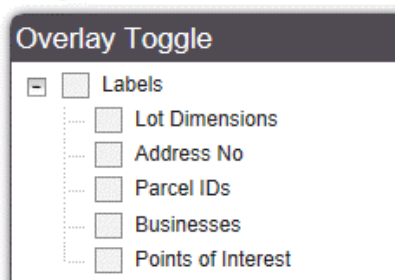 Overlay Toggle
Labels
Lot Dimensions
Address No
Parcel IDs
Businesses
Points of Interest